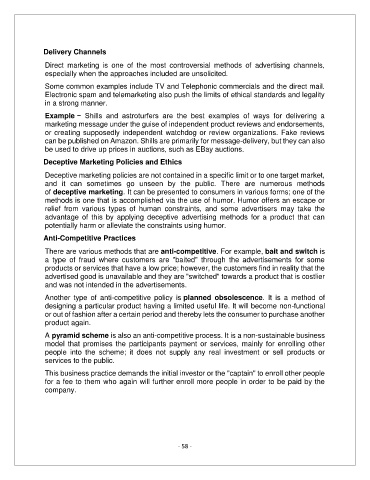 Delivery Channels
Direct marketing is one of the most controversial methods of advertising channels,
especially when the approaches included are unsolicited.
Some common examples include TV and Telephonic commercials and the direct mail.
Electronic spam and telemarketing also push the limits of ethical standards and legality
in a strong manner.
Example − Shills and astroturfers are the best examples of ways for delivering a
marketing message under the guise of independent product reviews and endorsements,
or creating supposedly independent watchdog or review organizations. Fake reviews
can be published on Amazon. Shills are primarily for message-delivery, but they can also
be used to drive up prices in auctions, such as EBay auctions.
Deceptive Marketing Policies and Ethics
Deceptive marketing policies are not contained in a specific limit or to one target market,
and it can sometimes go unseen by the public. There are numerous methods
of deceptive marketing. It can be presented to consumers in various forms; one of the
methods is one that is accomplished via the use of humor. Humor offers an escape or
relief from various types of human constraints, and some advertisers may take the
advantage of this by applying deceptive advertising methods for a product that can
potentially harm or alleviate the constraints using humor.
Anti-Competitive Practices
There are various methods that are anti-competitive. For example, bait and switch is
a type of fraud where customers are "baited" through the advertisements for some
products or services that have a low price; however, the customers find in reality that the
advertised good is unavailable and they are "switched" towards a product that is costlier
and was not intended in the advertisements.
Another type of anti-competitive policy is planned obsolescence. It is a method of
designing a particular product having a limited useful life. It will become non-functional
or out of fashion after a certain period and thereby lets the consumer to purchase another
product again.
A pyramid scheme is also an anti-competitive process. It is a non-sustainable business
model that promises the participants payment or services, mainly for enrolling other
people into the scheme; it does not supply any real investment or sell products or
services to the public.
This business practice demands the initial investor or the "captain" to enroll other people
for a fee to them who again will further enroll more people in order to be paid by the
company.
- 58 -